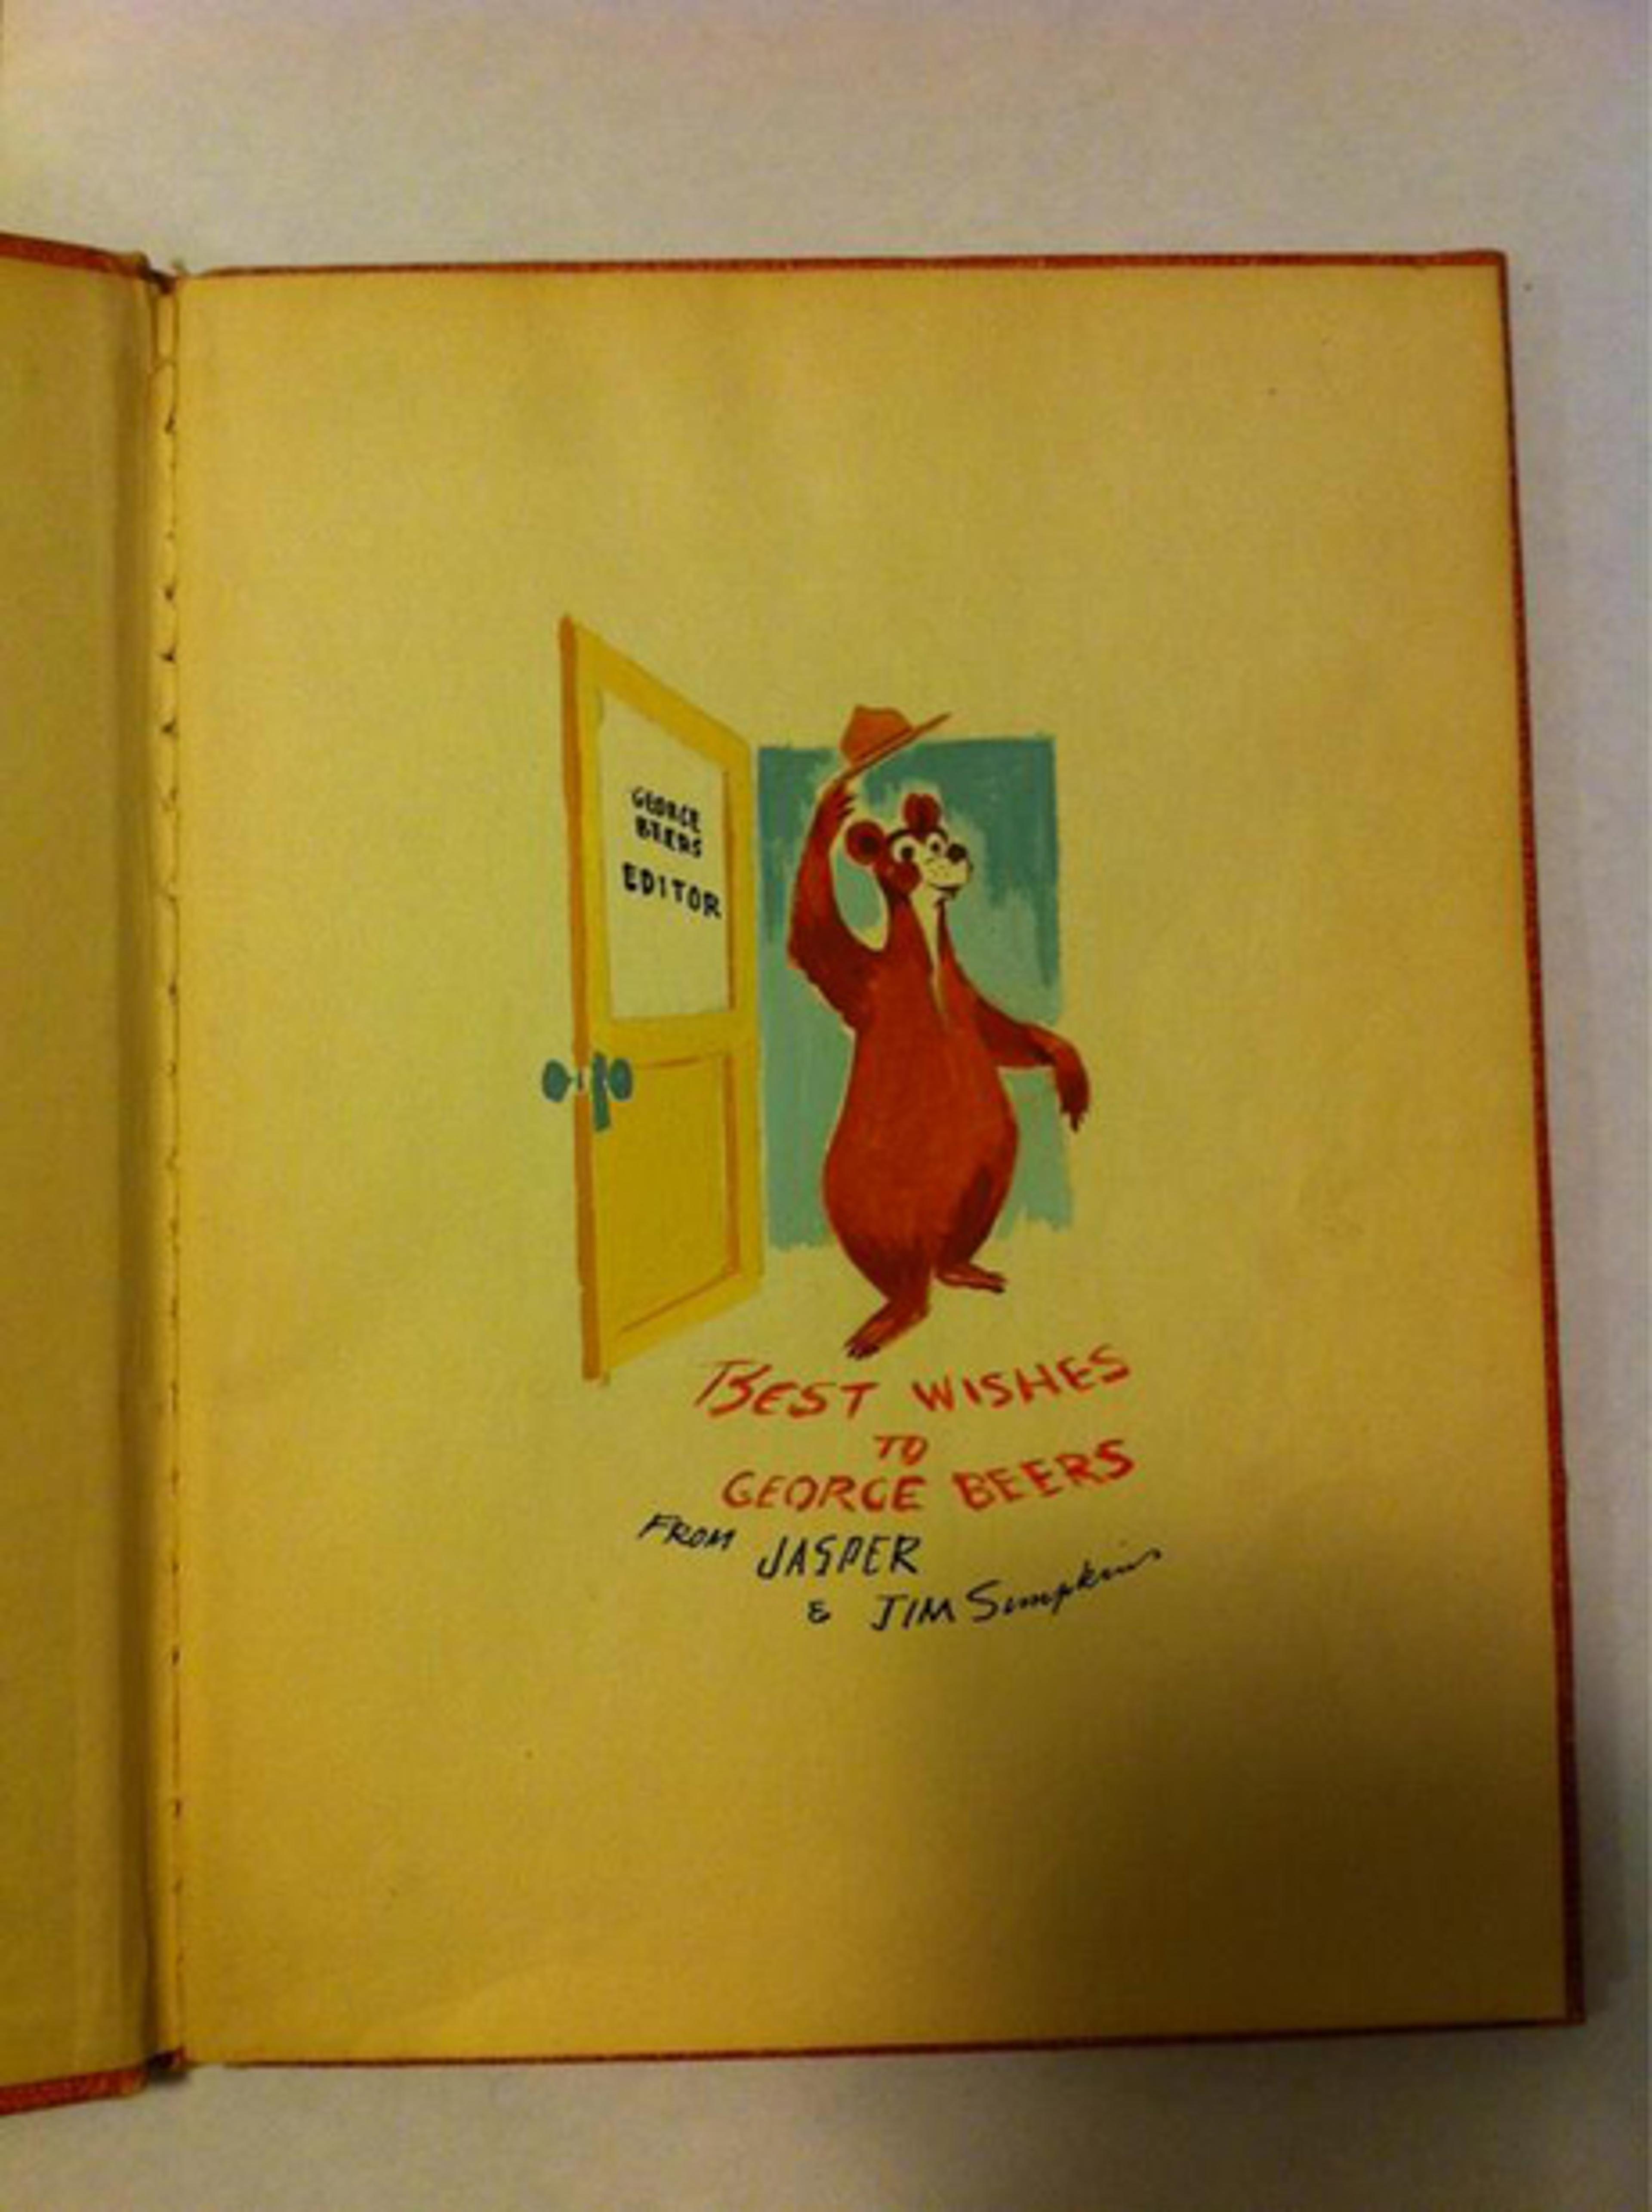 GEORGE
BEERS
EDITOR
BEST WISHES
TO
GEORGE BEERS
FROM JASPER
& JIM Simpkins